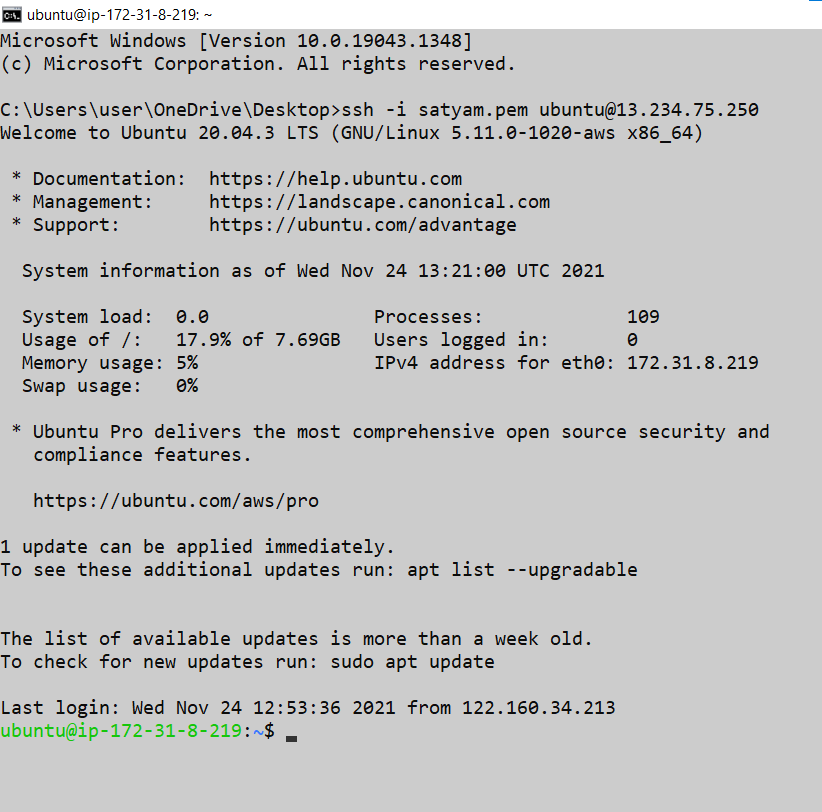 ubuntu@ip-172-31-8-219: ~
Microsoft Windows [Version 10.0.19043.1348]
(c) Microsoft Corporation. All rights reserved.
C:\Users\user\OneDrive\Desktop>ssh -i satyam.pem ubuntu@13.234.75.250
Welcome to Ubuntu 20.04.3 LTS (GNU/Linux 5.11.0-1020-aws x86_64)
* Documentation:  https://help.ubuntu.com
* Management:     https://landscape.canonical.com
* Support:        https://ubuntu.com/advantage
System information as of Wed Nov 24 13:21:00 UTC 2021
System load:  0.0               Processes:             109
Usage of /:   17.9% of 7.69GB   Users logged in:       0
Memory usage: 5%                IPv4 address for eth0: 172.31.8.219
Swap usage:   0%
* Ubuntu Pro delivers the most comprehensive open source security and
compliance features.
https://ubuntu.com/aws/pro
1 update can be applied immediately.
To see these additional updates run: apt list --upgradable
The list of available updates is more than a week old.
To check for new updates run: sudo apt update
Last login: Wed Nov 24 12:53:36 2021 from 122.160.34.213
ubuntu@ip-172-31-8-219:~$ _